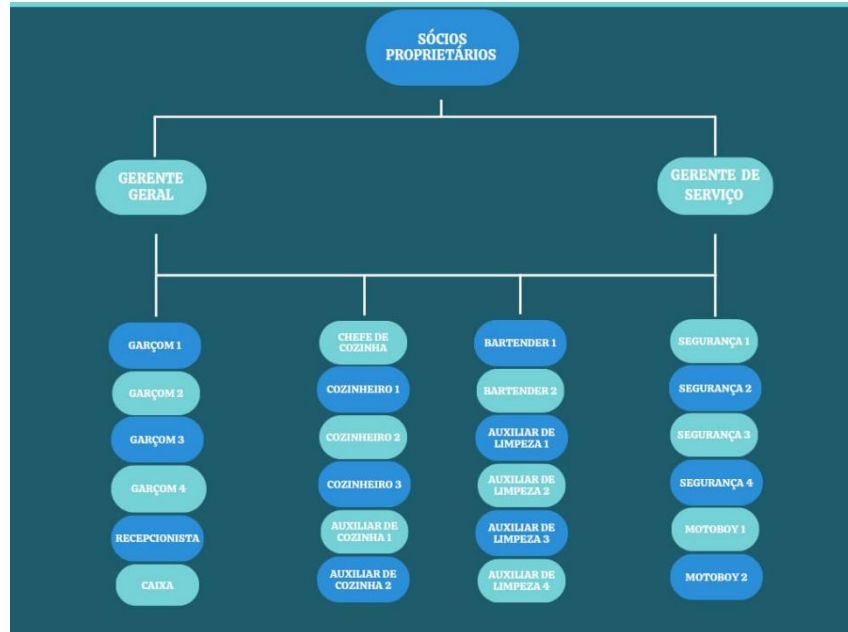 SÓCIOS
PROPRIETÁRIOS
GERENTE
GERAL
GERENTE DE
SERVIÇO
GARÇOM 1
GARÇOM 2
GARÇOM 3
GARÇOM 4
RECEPCIONISTA
CAIXA
CHEFE DE
COZINHA
COZINHEIRO 1
COZINHEIRO 2
COZINHEIRO 3
AUXILIAR DE
COZINHA 1
AUXILIAR DE
COZINHA 2
BARTENDER 1
BARTENDER 2
AUXILIAR DE
LIMPEZA 1
AUXILIAR DE
LIMPEZA 2
AUXILIAR DE
LIMPEZA 3
AUXILIAR DE
LIMPEZA 4
SEGURANÇA 1
SEGURANÇA 2
SEGURANÇA 3
SEGURANÇA 4
MOTOBOY 1
MOTOBOY 2